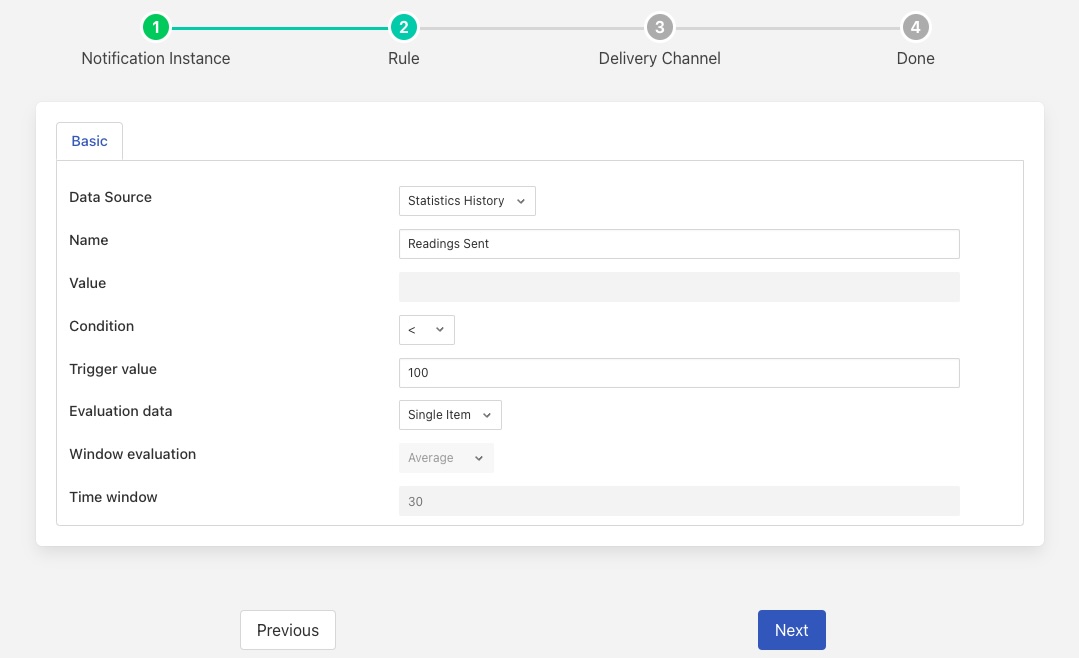 1 2 3 4
Notification Instance Rule Delivery Channel Done
Basic
Data Source Statistics History
Name Readings Sent
Value
Condition <
Trigger value 100
Evaluation data Single Item
Window evaluation Average
Time window 30
Previous Next